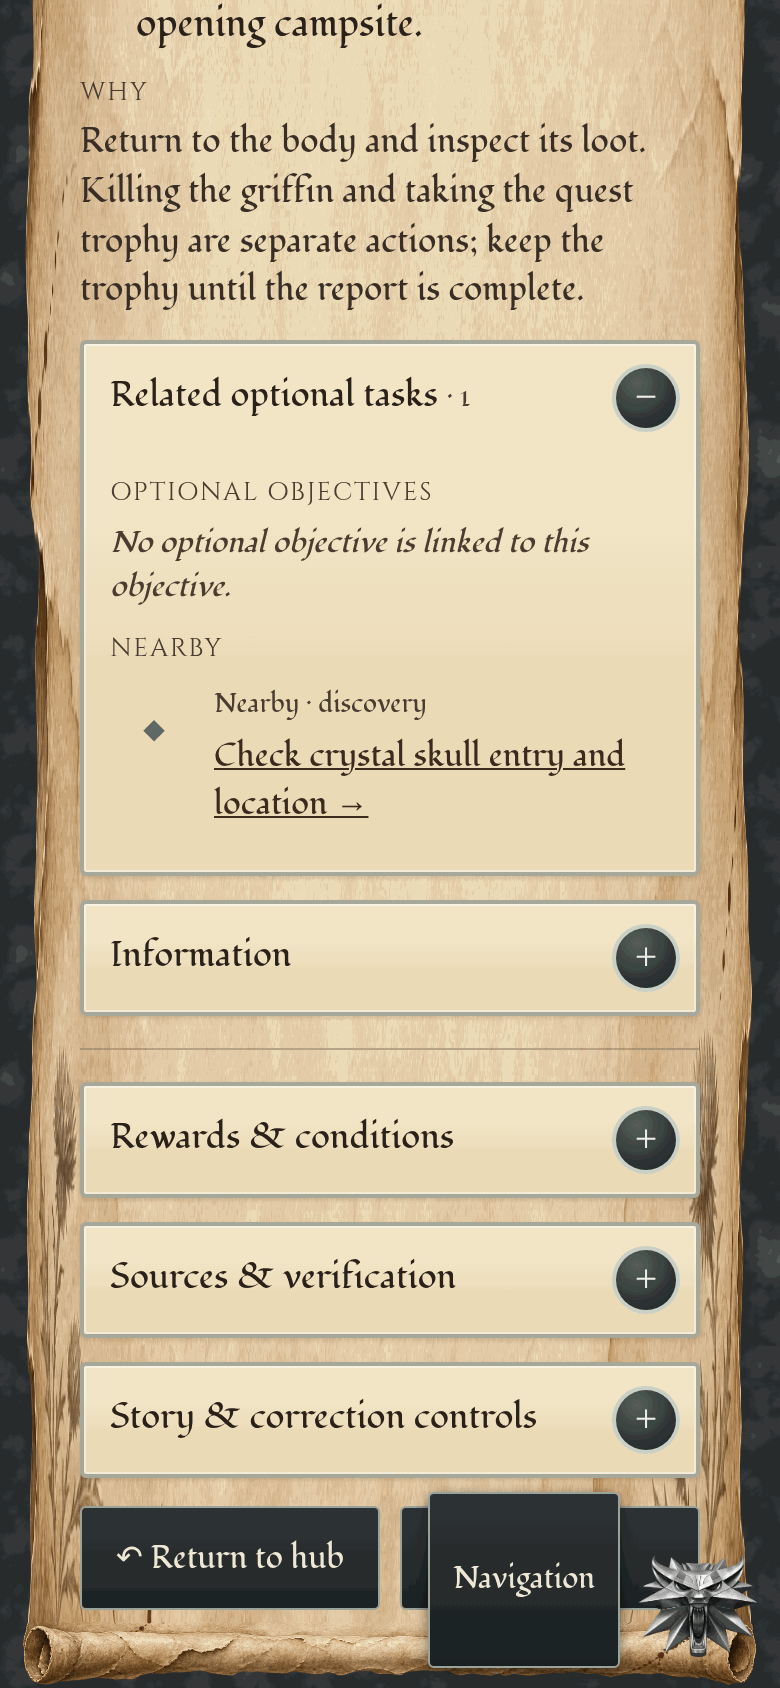 opening campsite.
WHY
Return to the body and inspect its loot.
Killing the griffin and taking the quest
trophy are separate actions; keep the
trophy until the report is complete.
Related optional tasks · 1
−
OPTIONAL OBJECTIVES
No optional objective is linked to this
objective.
NEARBY
Nearby · discovery
Check crystal skull entry and
location →
Information
+
Rewards & conditions
+
Sources & verification
+
Story & correction controls
+
↶ Return to hub
Navigation